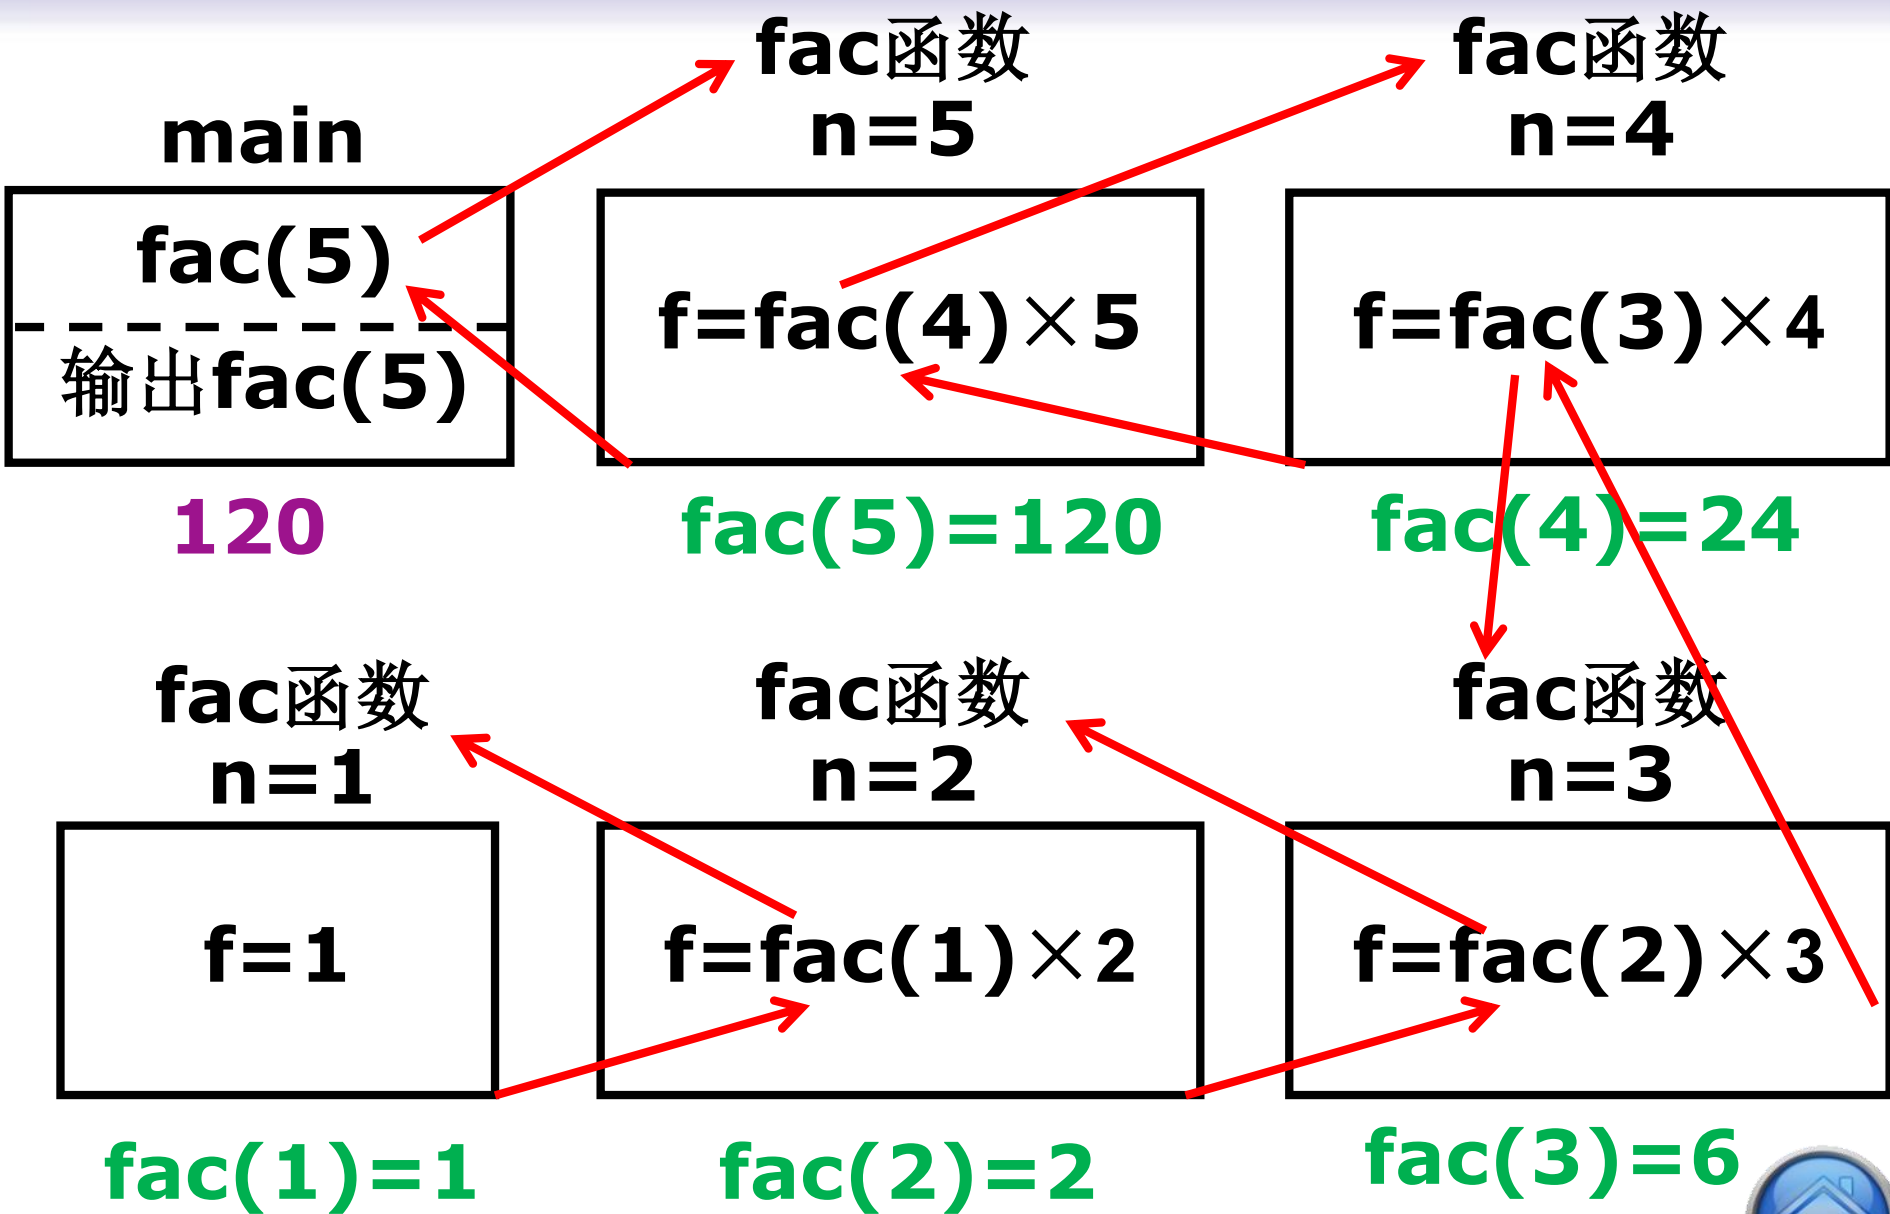 main
fac(5)
输出fac(5)
120
fac函数
n=5
f=fac(4)×5
fac(5)=120
fac函数
n=4
f=fac(3)×4
fac(4)=24
fac函数
n=1
f=1
fac(1)=1
fac函数
n=2
f=fac(1)×2
fac(2)=2
fac函数
n=3
f=fac(2)×3
fac(3)=6